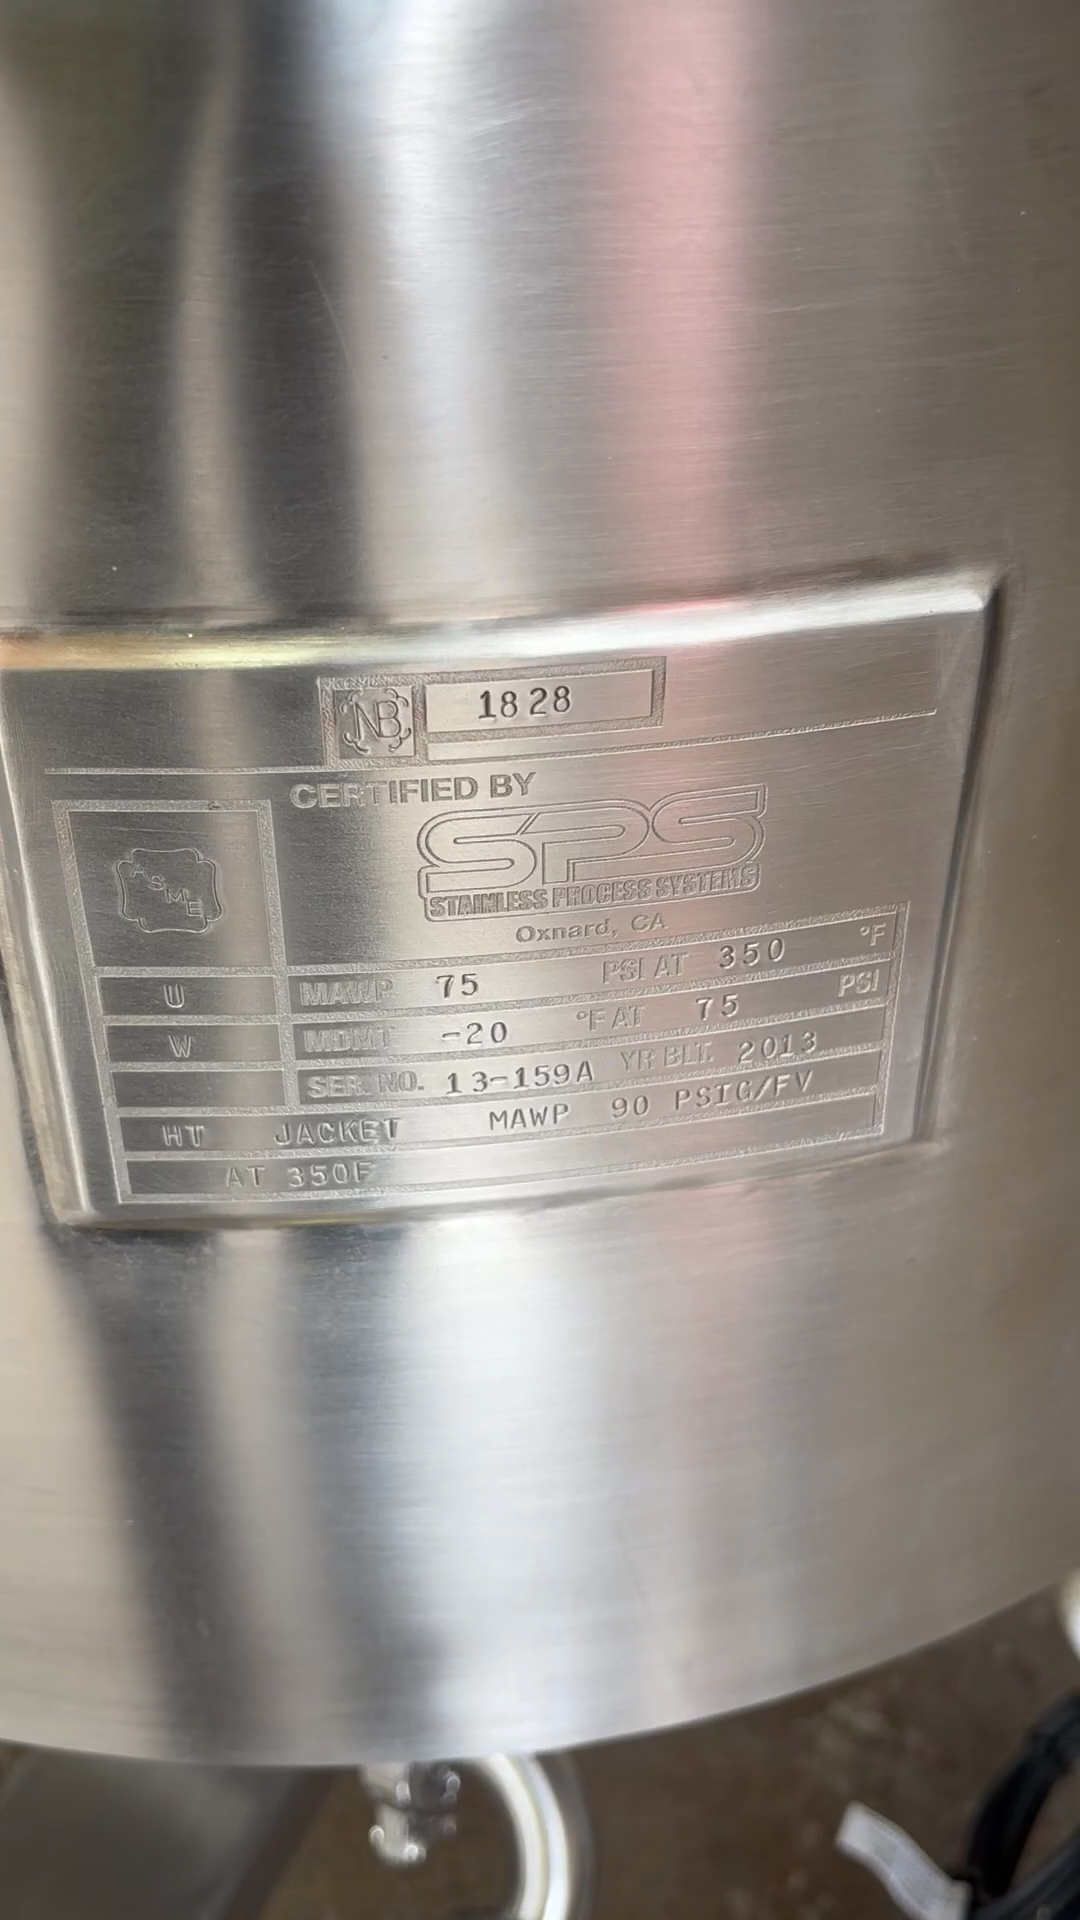 NB 1828
CERTIFIED BY
SPS
STAINLESS PROCESS SYSTEMS
Oxnard, CA
ASME
U MAWP 75 PSI AT 350 °F
W MDMT -20 °F AT 75 PSI
SER. NO. 13-159A YR BLT. 2013
HT JACKET MAWP 90 PSIG/FV
AT 350F